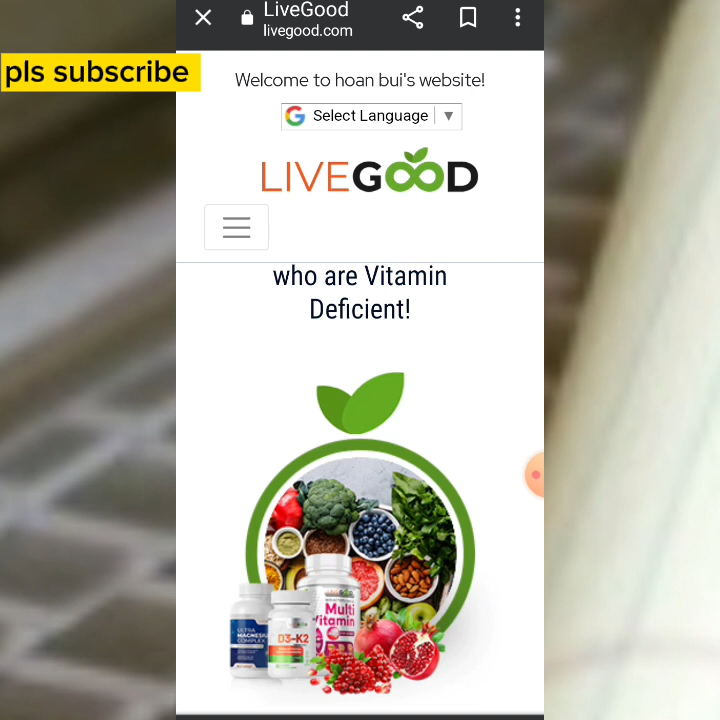 LiveGood
livegood.com
pls subscribe
Welcome to hoan bui's website!
Select Language
LIVEGOOD
who are Vitamin
Deficient!
ULTRA
MAGNESIU
COMPLEX
D3-K2
Multi
Vitamin